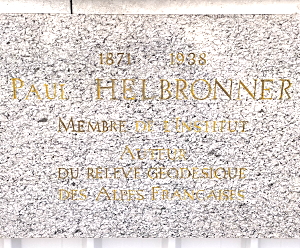 1871 1938
PAUL HELBRONNER
MEMBRE DE L'INSTITUT
AUTEUR
DU RELEVÉ GÉODÉSIQUE
DES ALPES FRANÇAISES